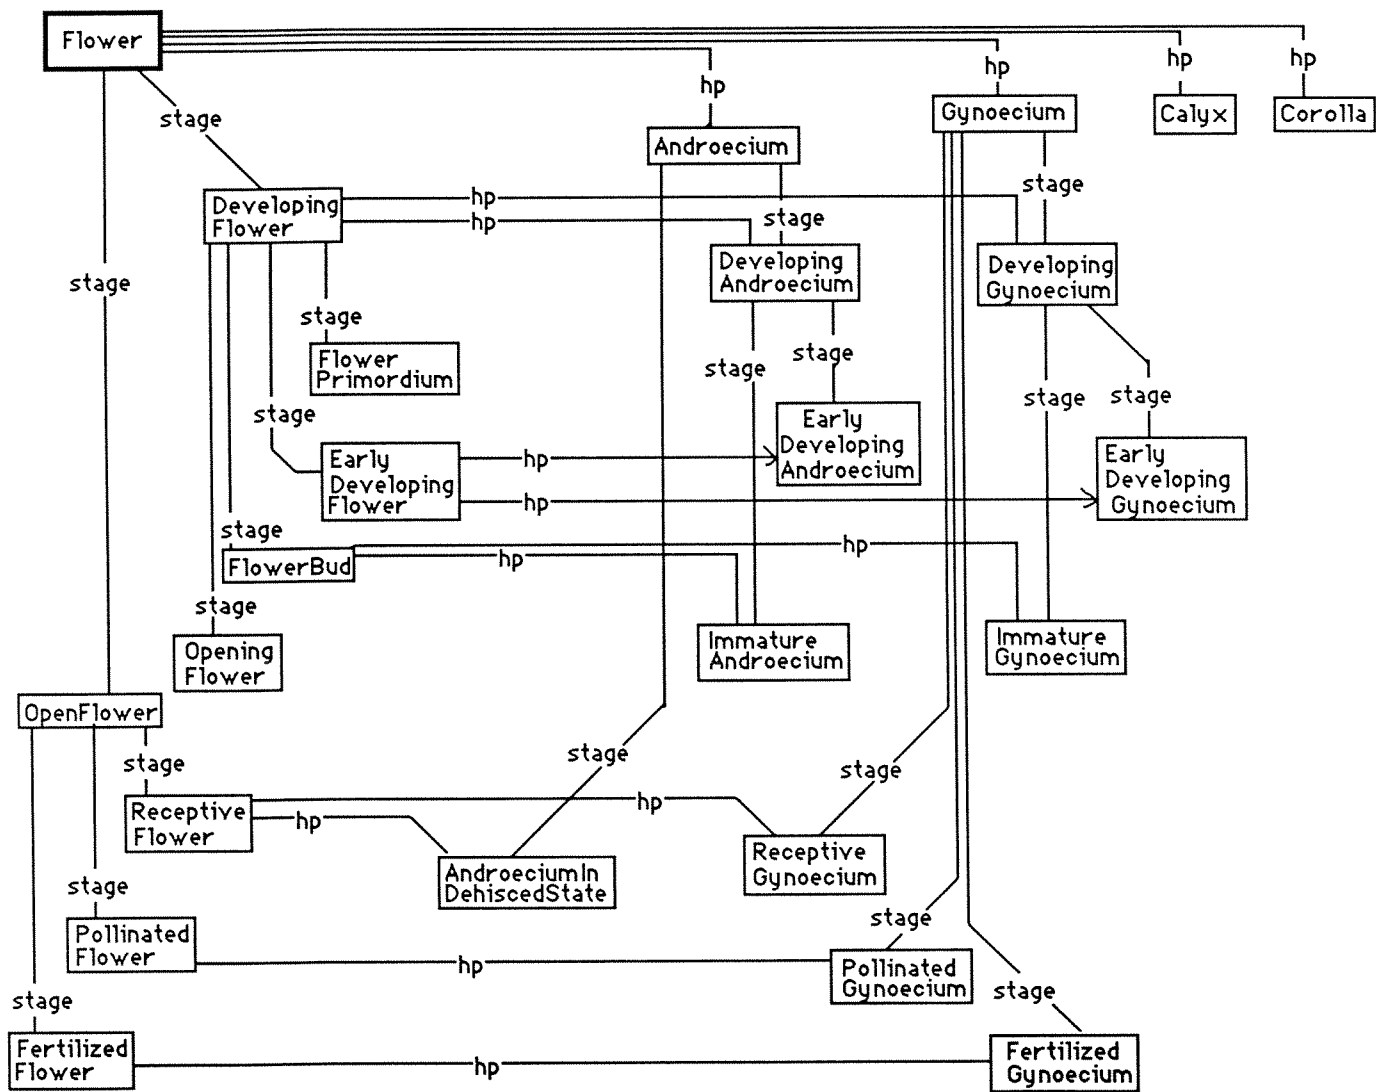 Flower
hp
hp
hp
hp
stage
Calyx
Corolla
Gynoecium
Androecium
stage
hp
Developing
Flower
hp
stage
stage
Developing
Androecium
Developing
Gynoecium
stage
stage
stage
stage
Flower
Primordium
stage
stage
stage
Early
Developing
Flower
hp
hp
Early
Developing
Androecium
Early
Developing
Gynoecium
stage
FlowerBud
hp
hp
stage
Opening
Flower
Immature
Androecium
Immature
Gynoecium
OpenFlower
stage
stage
stage
Receptive
Flower
hp
hp
AndroeciumIn
DehiscedState
Receptive
Gynoecium
stage
stage
Pollinated
Flower
hp
Pollinated
Gynoecium
stage
stage
Fertilized
Flower
hp
Fertilized
Gynoecium